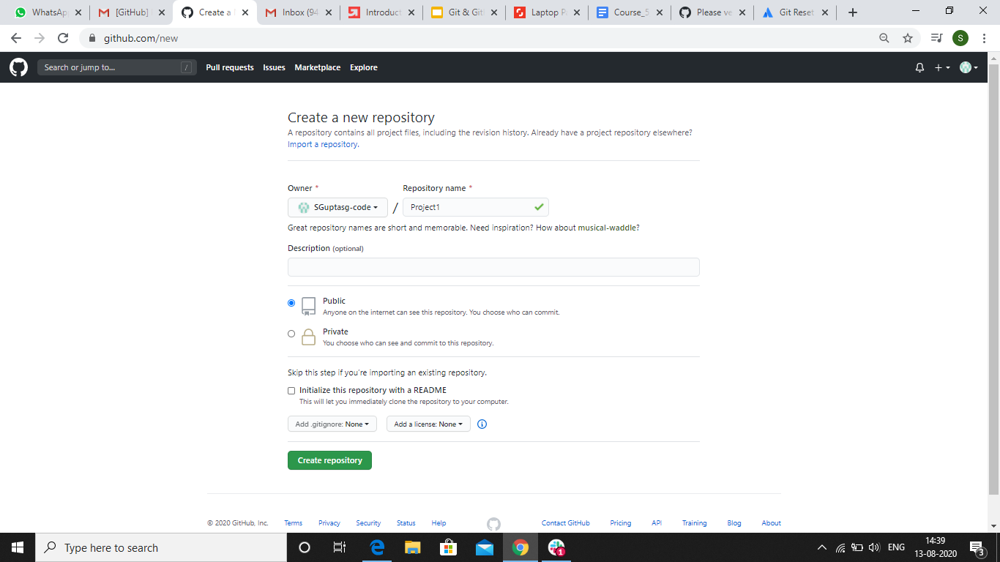 WhatsApp
[GitHub]
Create a
Inbox (94
Introduct
Git & Git
Laptop P
Course_5
Please ve
Git Reset
github.com/new
S
Search or jump to...
/
Pull requests
Issues
Marketplace
Explore
Create a new repository
A repository contains all project files, including the revision history. Already have a project repository elsewhere?
Import a repository.
Owner *
Repository name *
SGuptasg-code
/
Project1
Great repository names are short and memorable. Need inspiration? How about musical-waddle?
Description (optional)
Public
Anyone on the internet can see this repository. You choose who can commit.
Private
You choose who can see and commit to this repository.
Skip this step if you're importing an existing repository.
Initialize this repository with a README
This will let you immediately clone the repository to your computer.
Add .gitignore: None
Add a license: None
Create repository
© 2020 GitHub, Inc.
Terms
Privacy
Security
Status
Help
Contact GitHub
Pricing
API
Training
Blog
About
Type here to search
1
ENG
14:39
13-08-2020
3